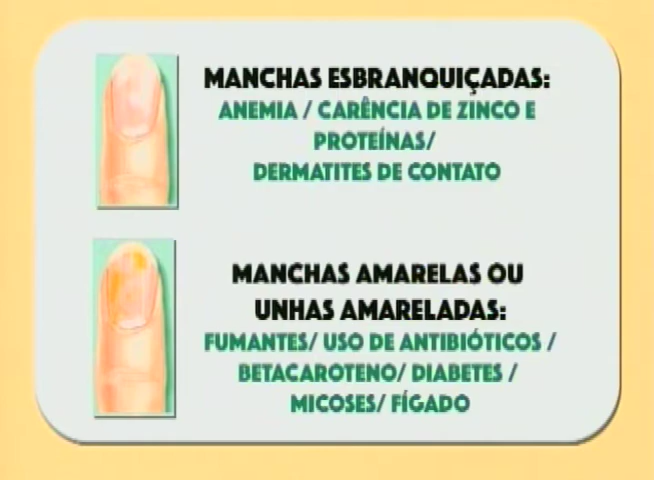 MANCHAS ESBRANQUIÇADAS:
ANEMIA / CARÊNCIA DE ZINCO E
PROTEÍNAS/
DERMATITES DE CONTATO
MANCHAS AMARELAS OU
UNHAS AMARELADAS:
FUMANTES/ USO DE ANTIBIÓTICOS /
BETACAROTENO/ DIABETES /
MICOSES/ FÍGADO